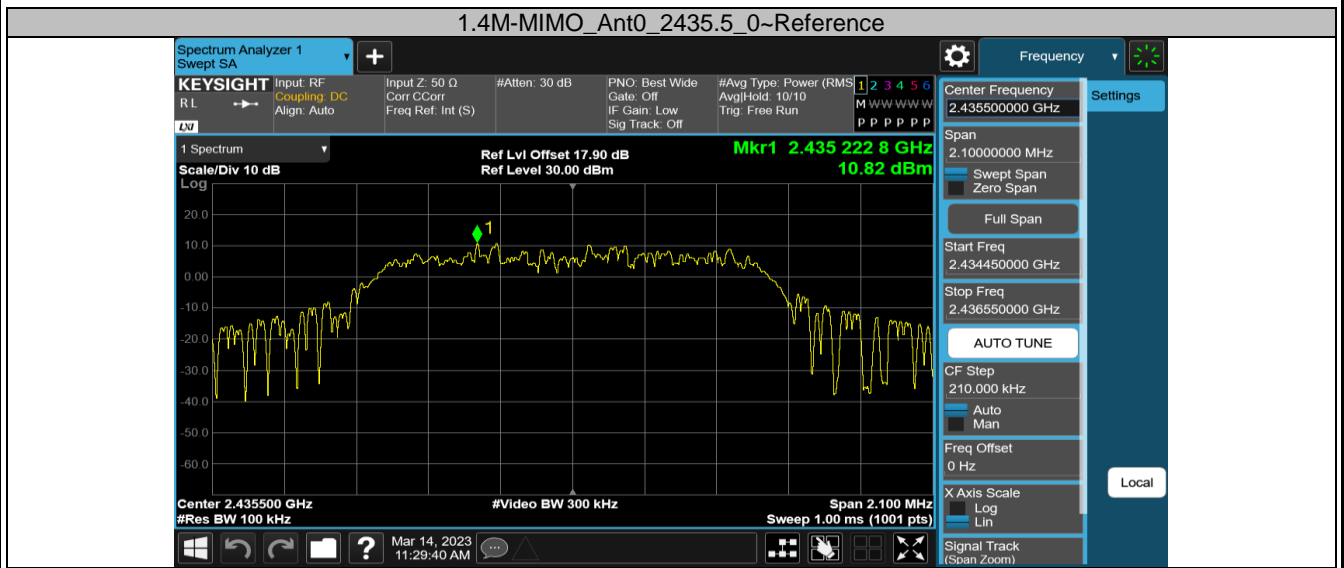 1.4M-MIMO_Ant0_2435.5_0~Reference
Spectrum Analyzer 1
Swept SA
Frequency
KEYSIGHT
R L
LXI
Input: RF
Coupling: DC
Align: Auto
Input Z: 50 Ω
Corr CCorr
Freq Ref: Int (S)
#Atten: 30 dB
PNO: Best Wide
Gate: Off
IF Gain: Low
Sig Track: Off
#Avg Type: Power (RMS
Avg|Hold: 10/10
Trig: Free Run
1 2 3 4 5 6
M W W W W W
P P P P P P
1 Spectrum
Scale/Div 10 dB
Log
Ref Lvl Offset 17.90 dB
Ref Level 30.00 dBm
Mkr1 2.435 222 8 GHz
10.82 dBm
20.0
10.0
0.00
-10.0
-20.0
-30.0
-40.0
-50.0
-60.0
1
Center 2.435500 GHz
#Res BW 100 kHz
#Video BW 300 kHz
Span 2.100 MHz
Sweep 1.00 ms (1001 pts)
Center Frequency
2.435500000 GHz
Span
2.10000000 MHz
Swept Span
Zero Span
Full Span
Start Freq
2.434450000 GHz
Stop Freq
2.436550000 GHz
AUTO TUNE
CF Step
210.000 kHz
Auto
Man
Freq Offset
0 Hz
X Axis Scale
Log
Lin
Signal Track
(Span Zoom)
Settings
Local
?
Mar 14, 2023
11:29:40 AM